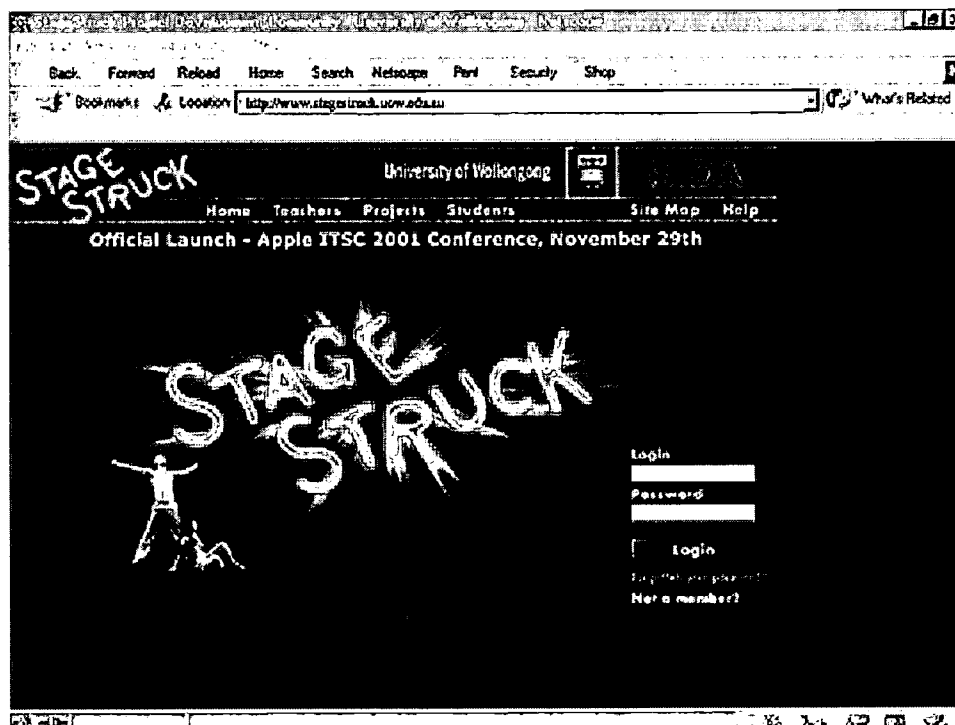 Back Forward Reload Home Search Netscape Print Security Shop
Bookmarks Location http://www.stagestruck.uow.edu.au What's Related
STAGE STRUCK
University of Wollongong
Home Teachers Projects Students Site Map Help
Official Launch - Apple ITSC 2001 Conference, November 29th
STAGE
STRUCK
Login
Password
Login
Not a member?